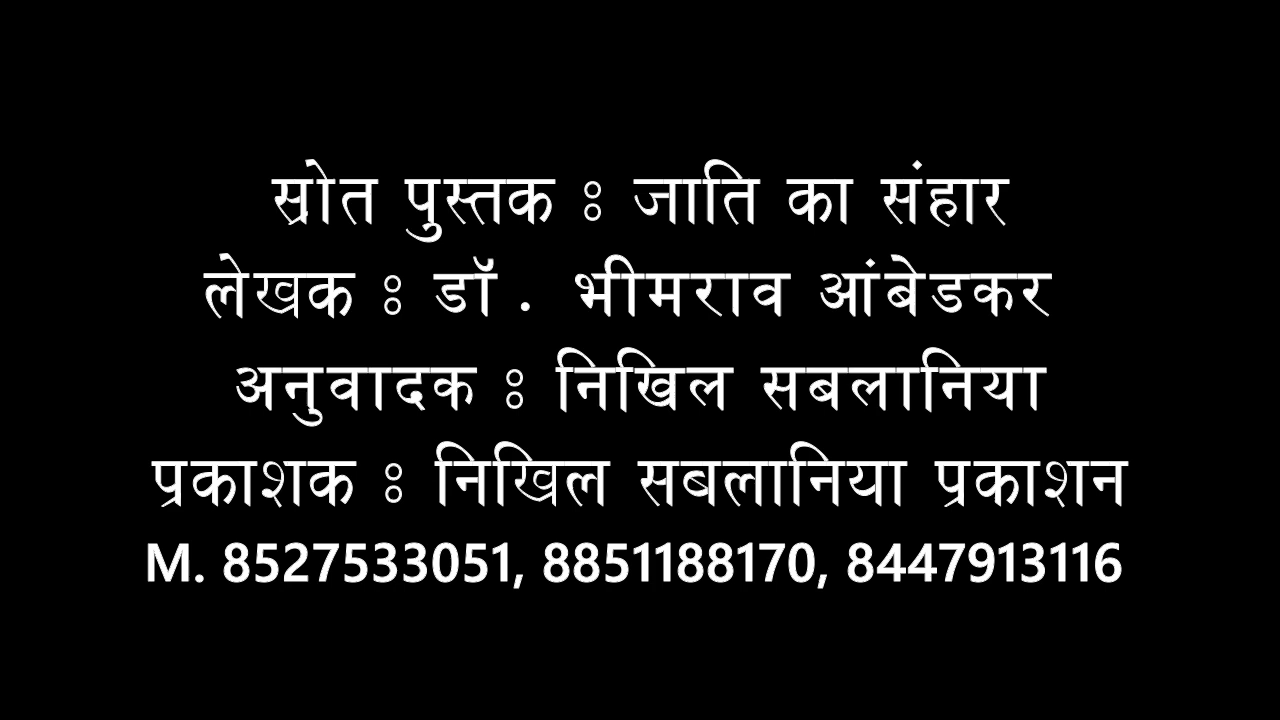 स्रोत पुस्तक : जाति का संहार
लेखक : डॉ. भीमराव आंबेडकर
अनुवादक : निखिल सबलानिया
प्रकाशक : निखिल सबलानिया प्रकाशन
M. 8527533051, 8851188170, 8447913116